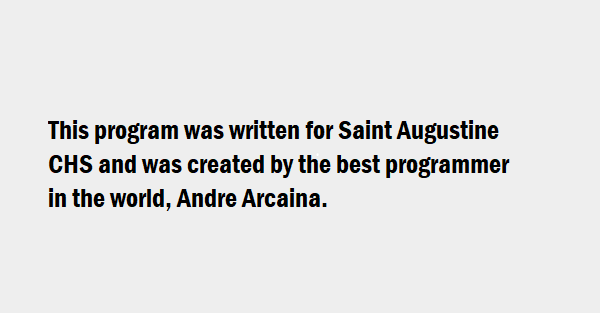 This program was written for Saint Augustine
CHS and was created by the best programmer
in the world, Andre Arcaina.